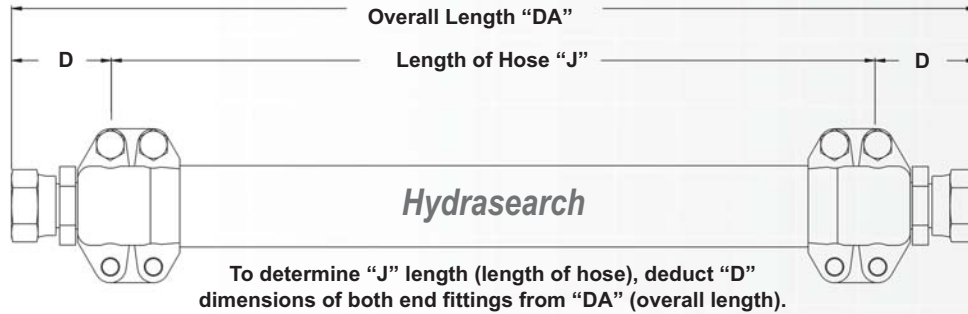 Overall Length “DA”
D Length of Hose “J” D
Hydrasearch
To determine “J” length (length of hose), deduct “D”
dimensions of both end fittings from “DA” (overall length).